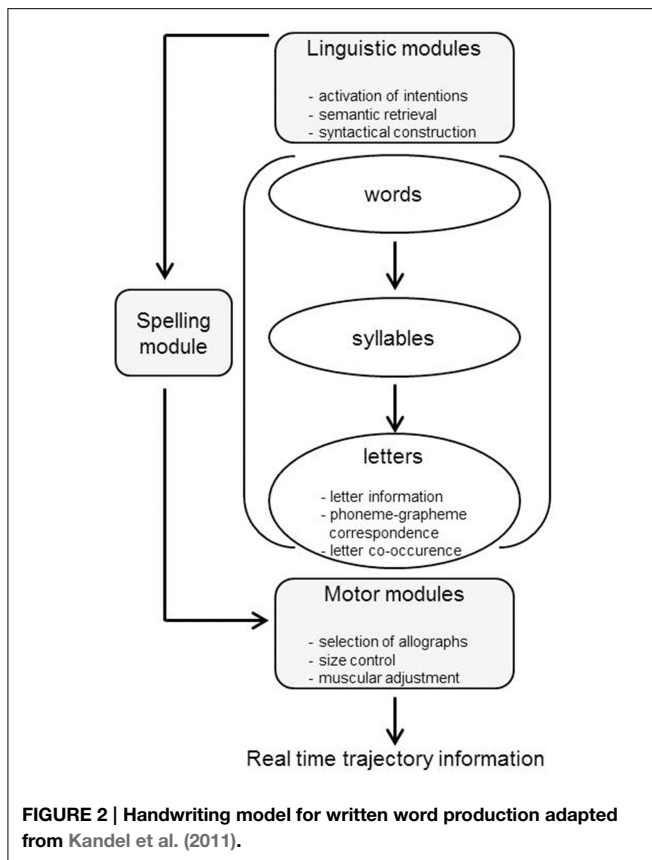 Linguistic modules
- activation of intentions
- semantic retrieval
- syntactical construction
words
Spelling
module
syllables
letters
- letter information
- phoneme-grapheme
correspondence
- letter co-occurence
Motor modules
- selection of allographs
- size control
- muscular adjustment
Real time trajectory information
FIGURE 2 | Handwriting model for written word production adapted
from Kandel et al. (2011).